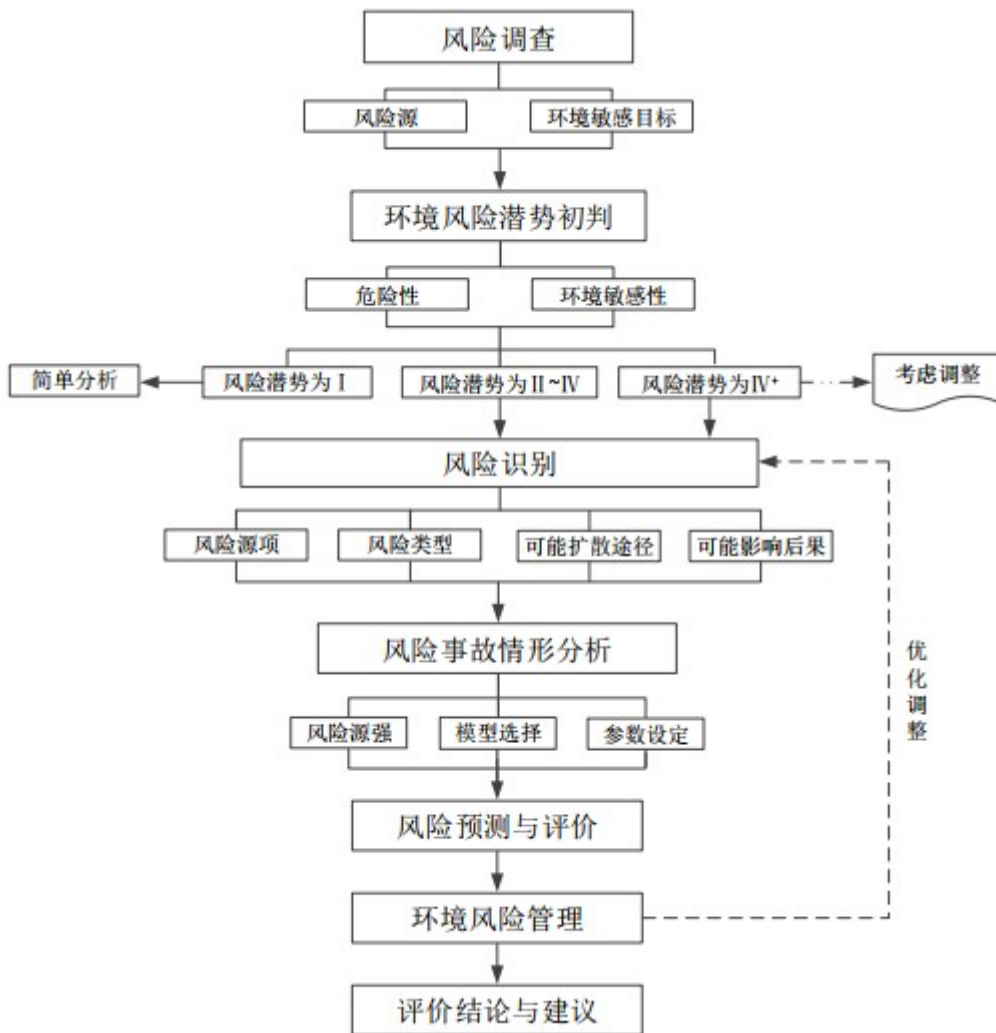 风险调查
风险源
环境敏感目标
环境风险潜势初判
危险性
环境敏感性
简单分析
风险潜势为Ⅰ
风险潜势为Ⅱ~Ⅳ
风险潜势为Ⅳ⁺
考虑调整
风险识别
风险源项
风险类型
可能扩散途径
可能影响后果
风险事故情形分析
优化调整
风险源强
模型选择
参数设定
风险预测与评价
环境风险管理
评价结论与建议